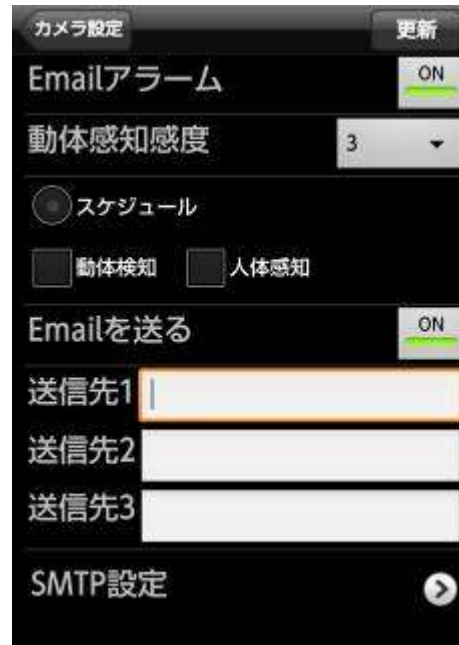 カメラ設定 更新
Emailアラーム ON
動体感知感度 3
スケジュール
動体検知 人体感知
Emailを送る ON
送信先1
送信先2
送信先3
SMTP設定